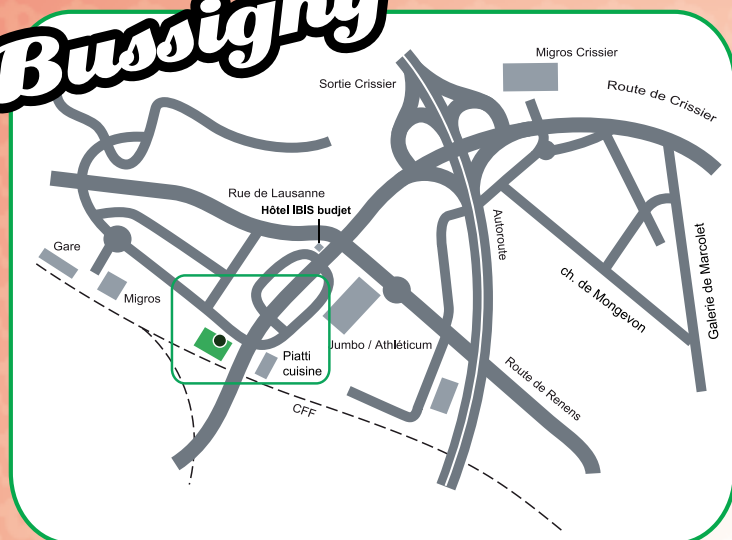 Bussigny
Migros Crissier
Sortie Crissier
Route de Crissier
Rue de Lausanne
Hôtel IBIS budjet
Autoroute
Gare
Migros
ch. de Mongevon
Galerie de Marcolet
Jumbo / Athléticum
Piatti
cuisine
Route de Renens
CFF